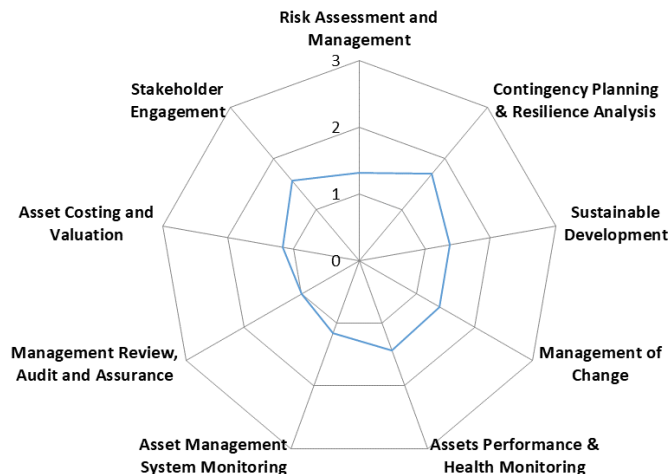 Risk Assessment and
Management
3
2
1
0
Contingency Planning
& Resilience Analysis
Sustainable
Development
Management of
Change
Assets Performance &
Health Monitoring
Asset Management
System Monitoring
Management Review,
Audit and Assurance
Asset Costing and
Valuation
Stakeholder
Engagement